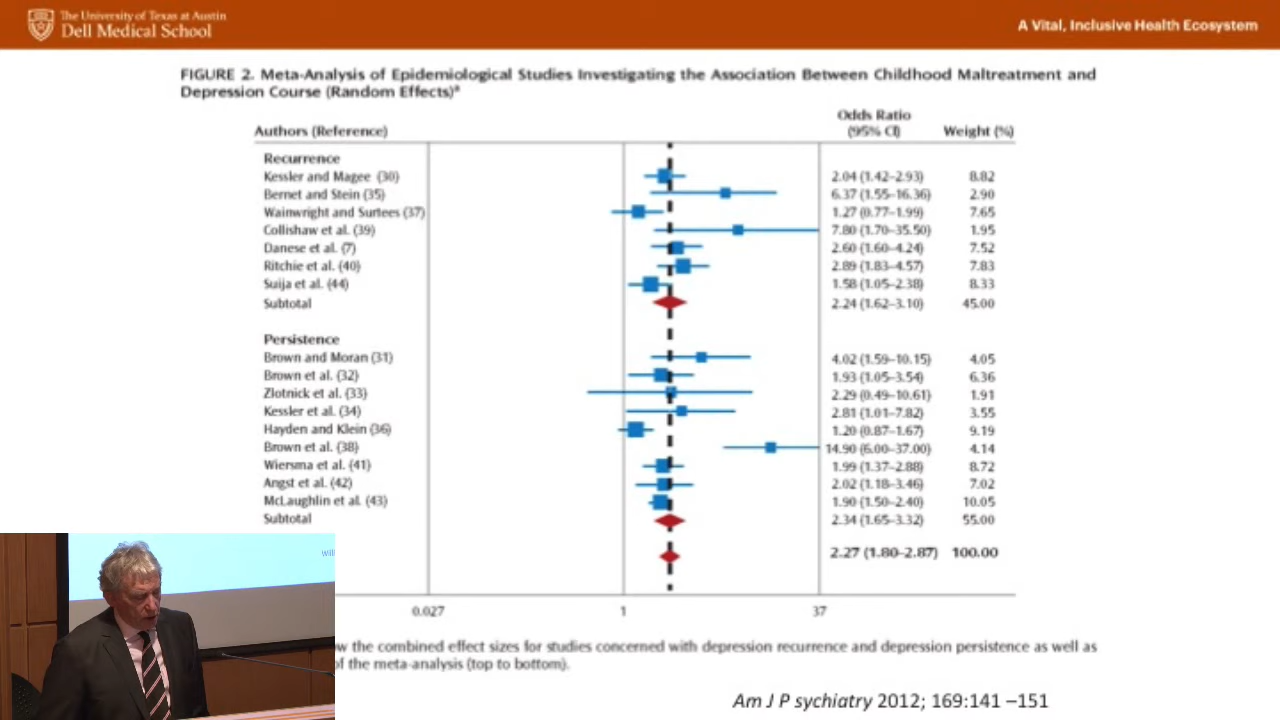 The University of Texas at Austin
Dell Medical School
A Vital, Inclusive Health Ecosystem
FIGURE 2. Meta-Analysis of Epidemiological Studies Investigating the Association Between Childhood Maltreatment and
Depression Course (Random Effects)a
Odds Ratio
Authors (Reference) (95% CI) Weight (%)
Recurrence
Kessler and Magee (30) 2.04 (1.42–2.93) 8.82
Bernet and Stein (35) 6.37 (1.55–16.36) 2.90
Wainwright and Surtees (37) 1.27 (0.77–1.99) 7.65
Collishaw et al. (39) 7.80 (1.70–35.50) 1.95
Danese et al. (7) 2.60 (1.60–4.24) 7.52
Ritchie et al. (40) 2.89 (1.83–4.57) 7.83
Suija et al. (44) 1.58 (1.05–2.38) 8.33
Subtotal 2.24 (1.62–3.10) 45.00
Persistence
Brown and Moran (31) 4.02 (1.59–10.15) 4.05
Brown et al. (32) 1.93 (1.05–3.54) 6.36
Zlotnick et al. (33) 2.29 (0.49–10.61) 1.91
Kessler et al. (34) 2.81 (1.01–7.82) 3.55
Hayden and Klein (36) 1.20 (0.87–1.67) 9.19
Brown et al. (38) 14.90 (6.00–37.00) 4.14
Wiersma et al. (41) 1.99 (1.37–2.88) 8.72
Angst et al. (42) 2.02 (1.18–3.46) 7.02
McLaughlin et al. (43) 1.90 (1.50–2.40) 10.05
Subtotal 2.34 (1.65–3.32) 55.00
2.27 (1.80–2.87) 100.00
0.027 1 37
the combined effect sizes for studies concerned with depression recurrence and depression persistence as well as
of the meta-analysis (top to bottom).
Am J P sychiatry 2012; 169:141 –151